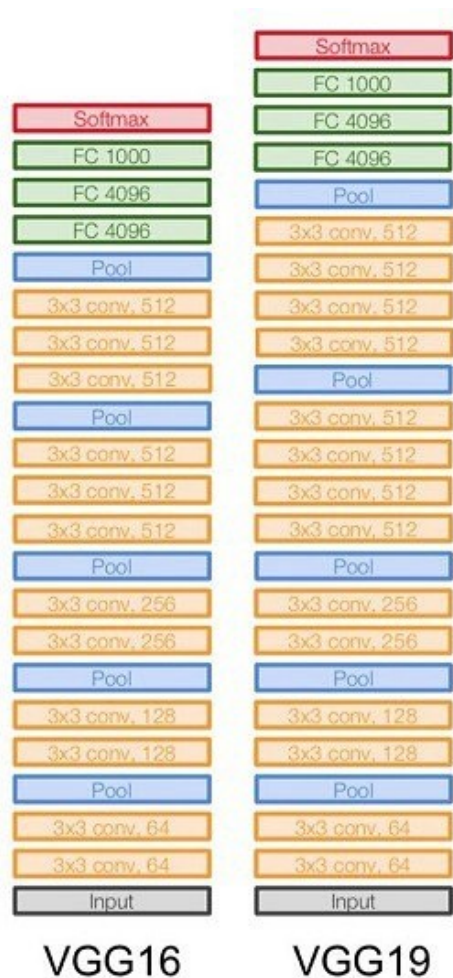 Softmax
FC 1000
FC 4096
FC 4096
Pool
3x3 conv, 512
3x3 conv, 512
3x3 conv, 512
Pool
3x3 conv, 512
3x3 conv, 512
3x3 conv, 512
Pool
3x3 conv, 256
3x3 conv, 256
Pool
3x3 conv, 128
3x3 conv, 128
Pool
3x3 conv, 64
3x3 conv, 64
Input
VGG16
Softmax
FC 1000
FC 4096
FC 4096
Pool
3x3 conv, 512
3x3 conv, 512
3x3 conv, 512
3x3 conv, 512
Pool
3x3 conv, 512
3x3 conv, 512
3x3 conv, 512
3x3 conv, 512
Pool
3x3 conv, 256
3x3 conv, 256
Pool
3x3 conv, 128
3x3 conv, 128
Pool
3x3 conv, 64
3x3 conv, 64
Input
VGG19